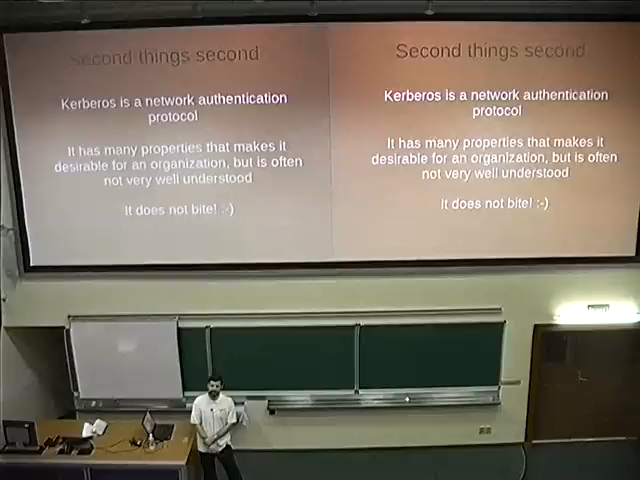 Second things second
Kerberos is a network authentication
protocol
It has many properties that makes it
desirable for an organization, but is often
not very well understood
It does not bite! :-)
Second things second
Kerberos is a network authentication
protocol
It has many properties that makes it
desirable for an organization, but is often
not very well understood
It does not bite! :-)